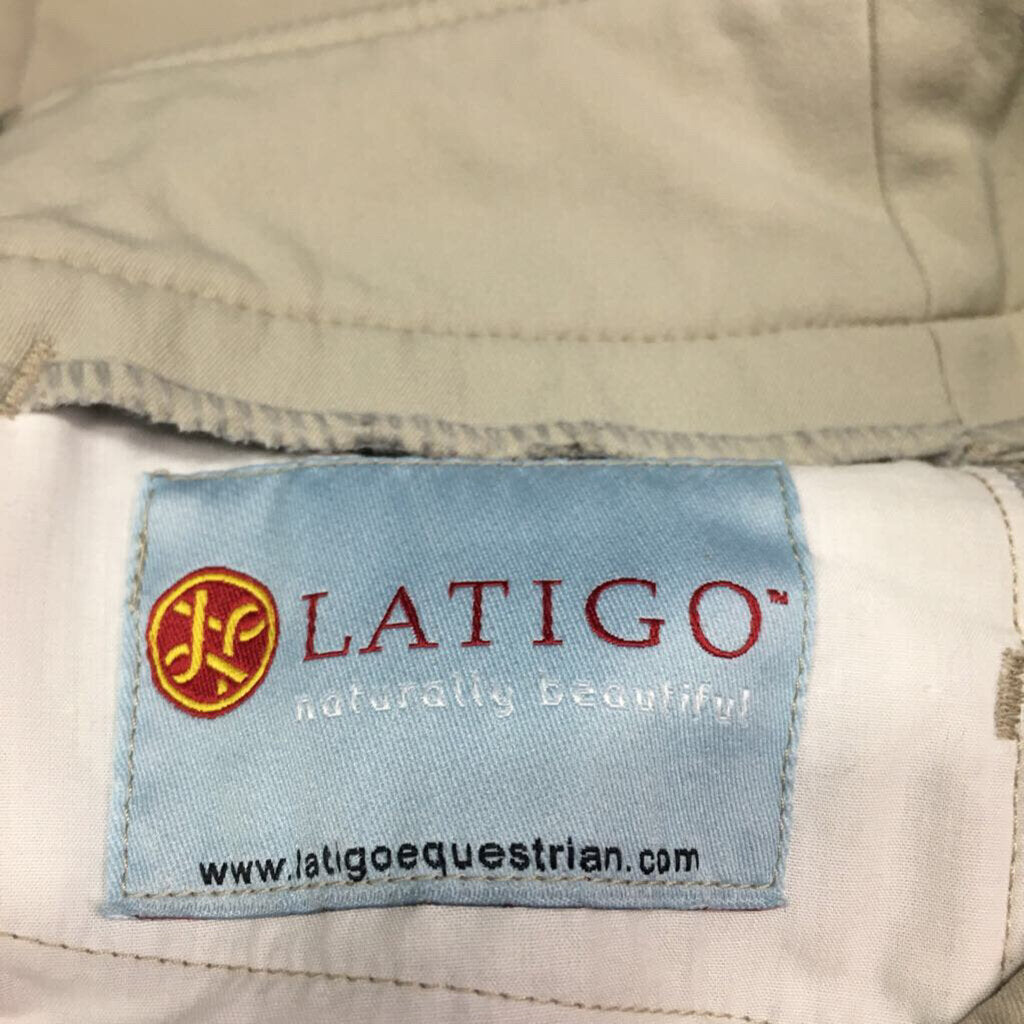 LATIGO™
naturally beautiful
www.latigoequestrian.com